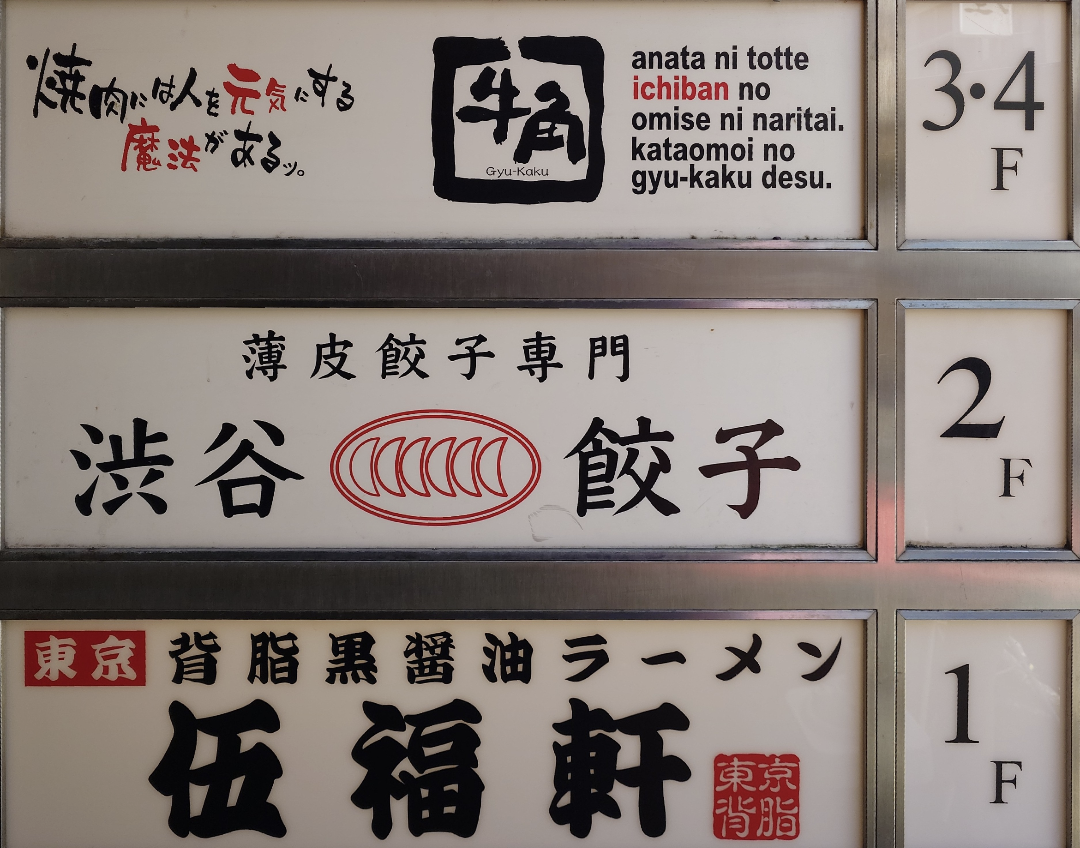 焼肉には人を元気にする
魔法があるッ。
牛角
Gyu-Kaku
anata ni totte
ichiban no
omise ni naritai.
kataomoi no
gyu-kaku desu.
3・4
F
薄皮餃子専門
渋谷 餃子
2
F
東京 背脂黒醤油ラーメン
伍福軒
東京
背脂
1
F